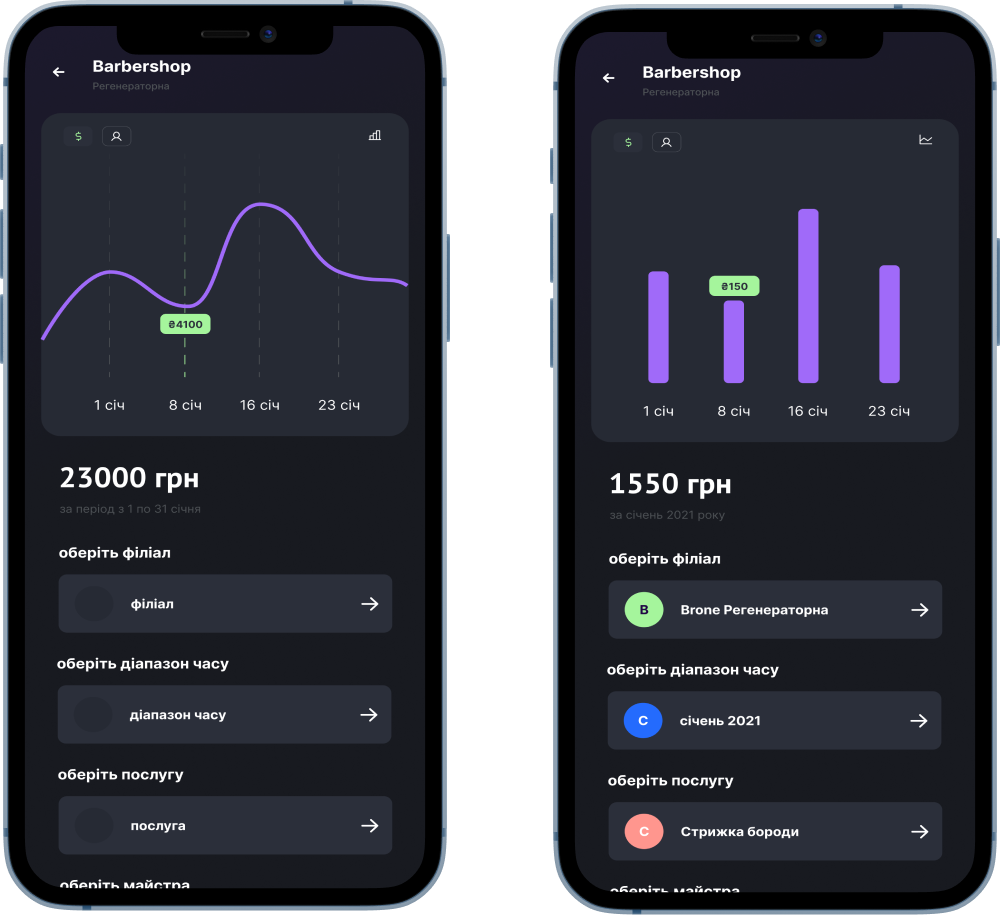 Barbershop
Регенераторна
$
₴4100
1 січ 8 січ 16 січ 23 січ
23000 грн
за період з 1 по 31 січня
оберіть філіал
філіал
оберіть діапазон часу
діапазон часу
оберіть послугу
послуга
оберіть майстра
Barbershop
Регенераторна
$
₴150
1 січ 8 січ 16 січ 23 січ
1550 грн
за січень 2021 року
оберіть філіал
B Brone Регенераторна
оберіть діапазон часу
С січень 2021
оберіть послугу
С Стрижка бороди
оберіть майстра